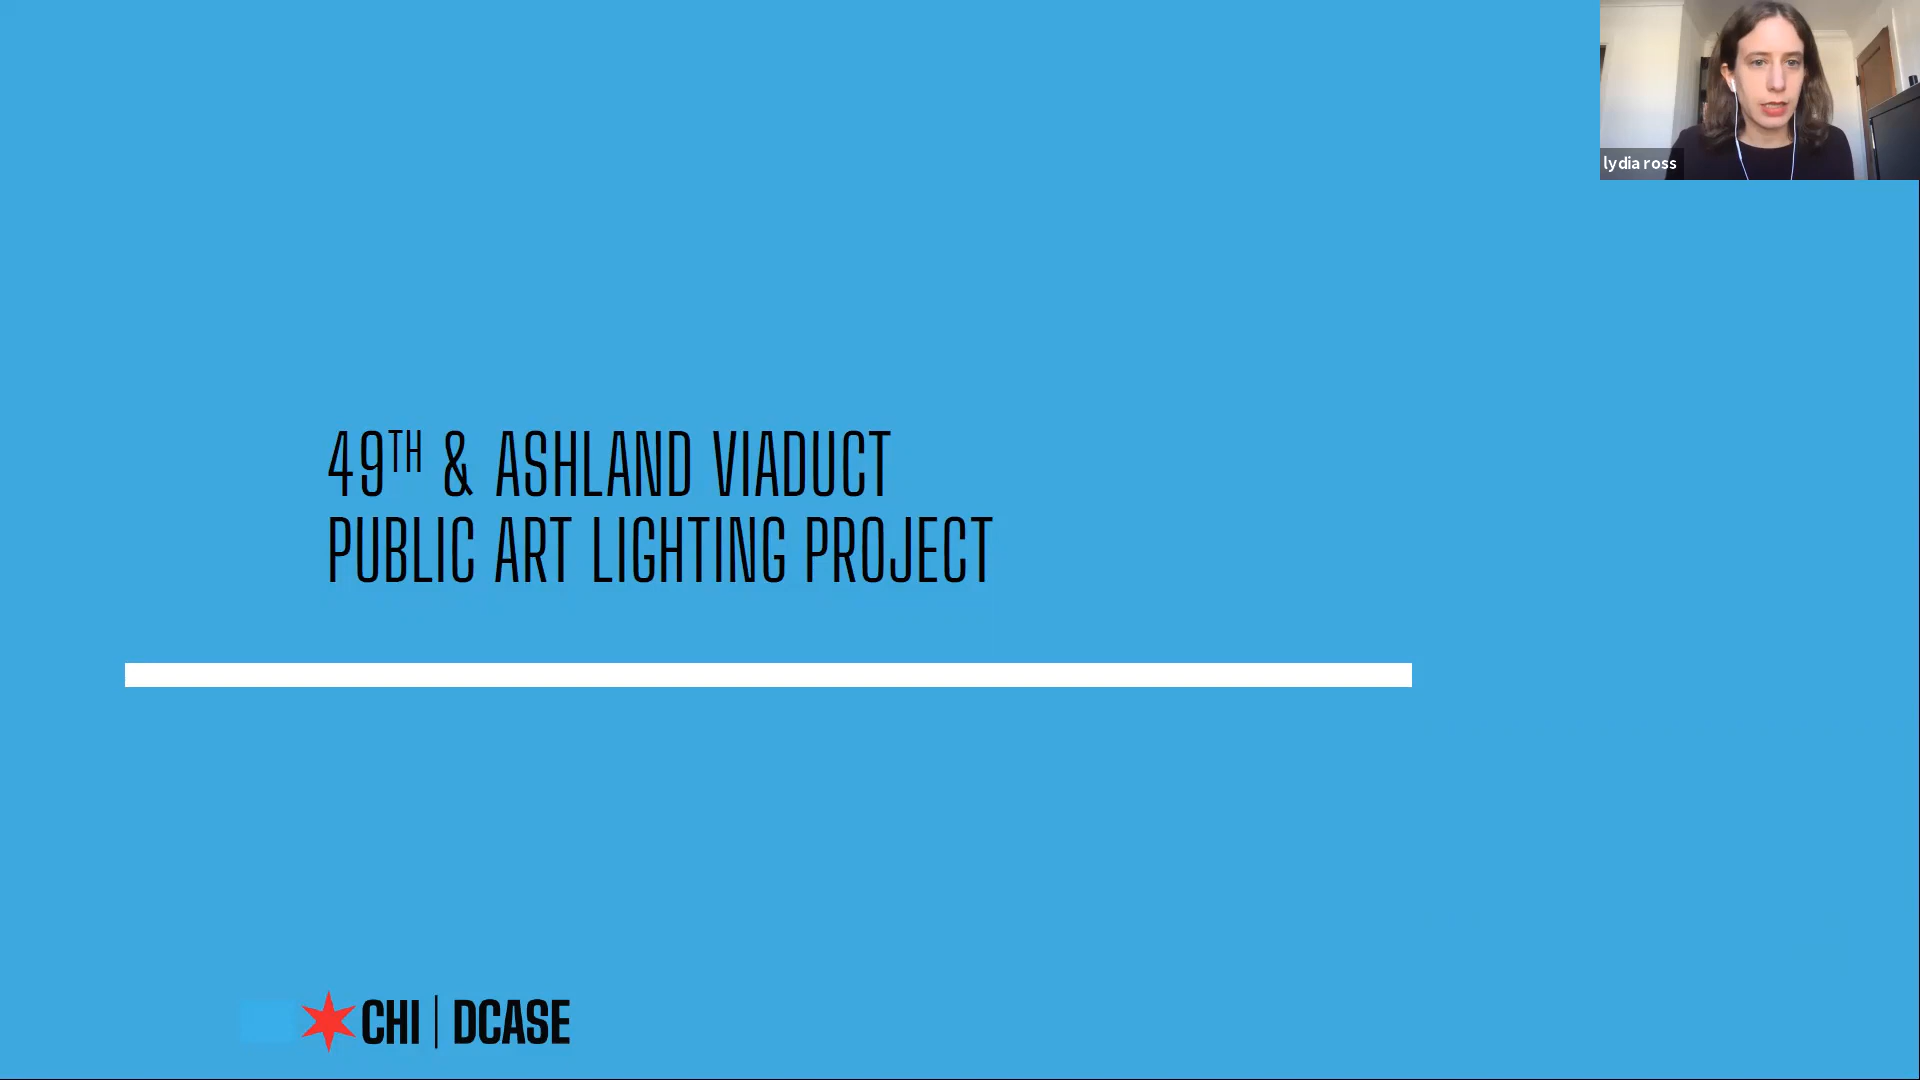 lydia ross
49TH & ASHLAND VIADUCT
PUBLIC ART LIGHTING PROJECT
CHI | DCASE